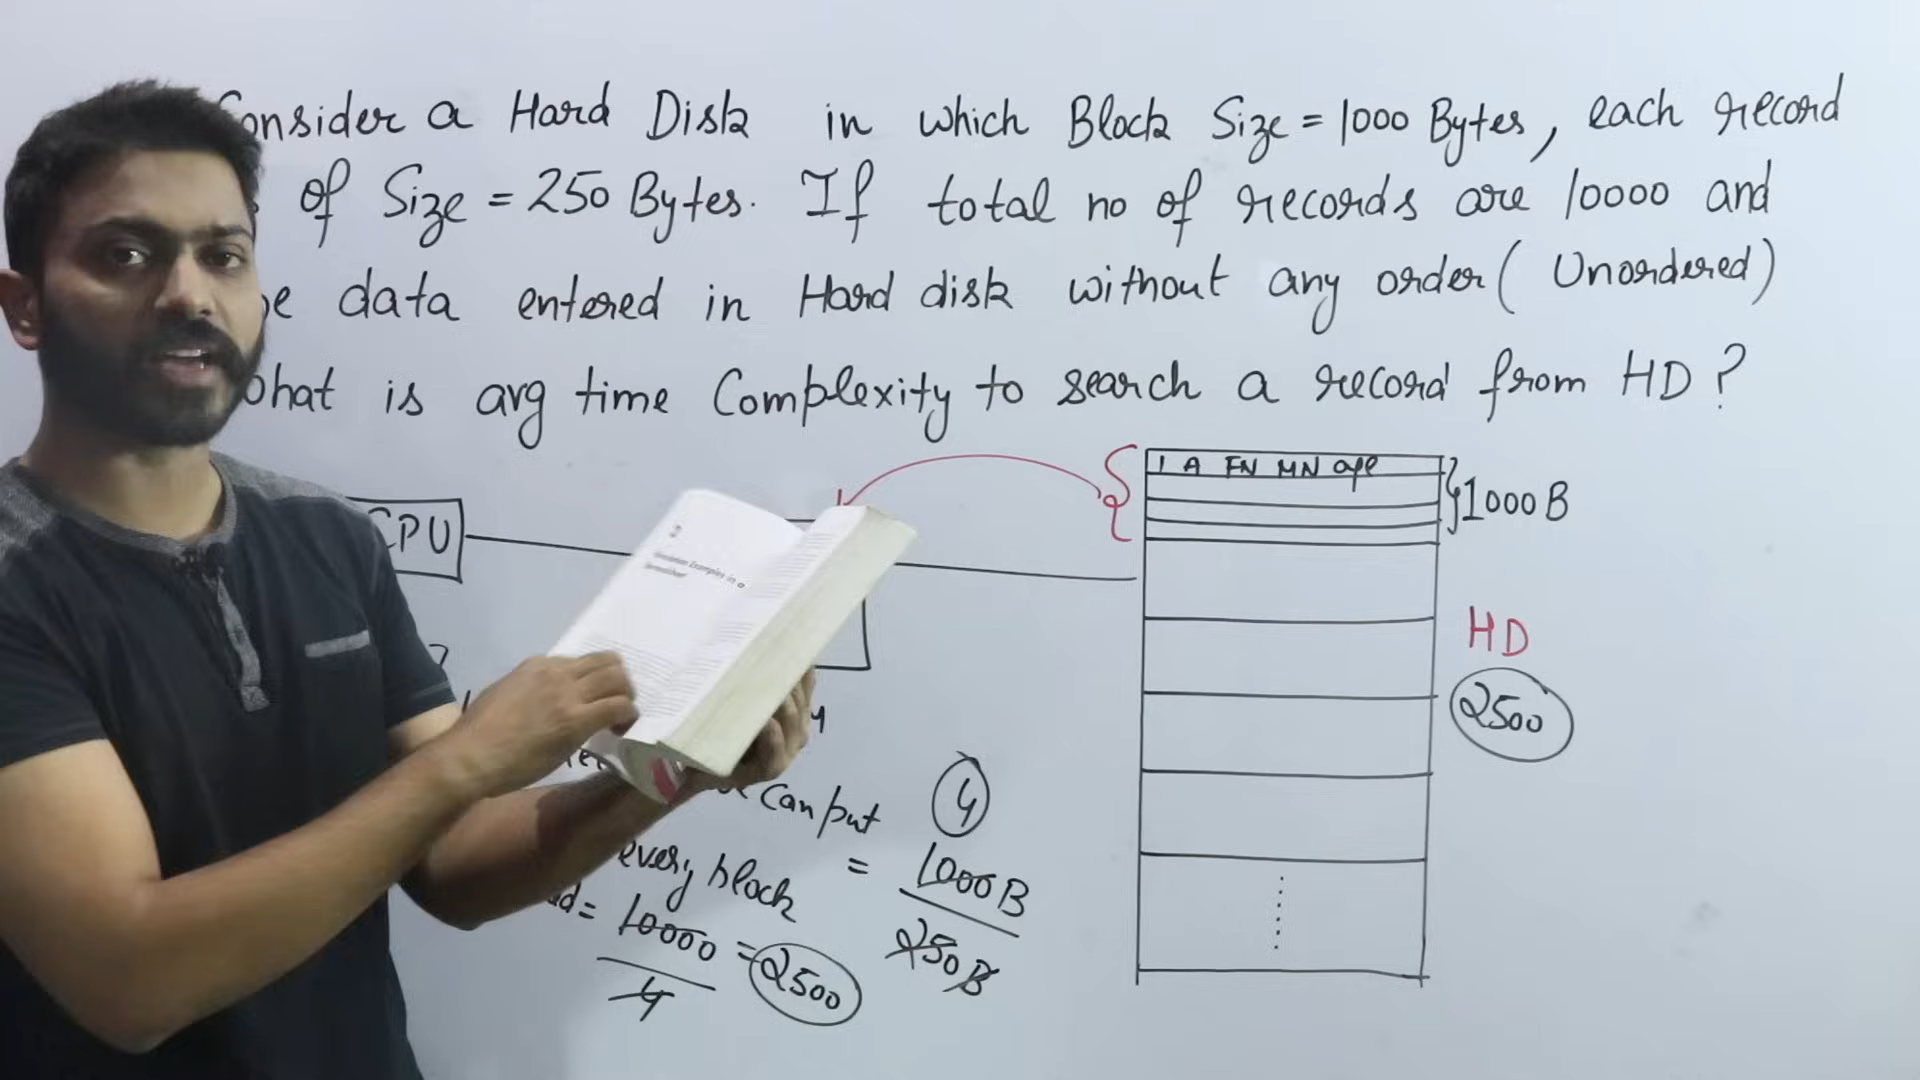 onsider a Hard Disk in which Block Size = 1000 Bytes, each record
of Size = 250 Bytes. If total no of records are 10000 and
e data entered in Hard disk without any order ( Unordered)
hat is avg time Complexity to search a record from HD ?
1 A FN MN age
1000 B
CPU
HD
2500
can put
every block = 1000B
250B
4
= 10000 = 2500
4